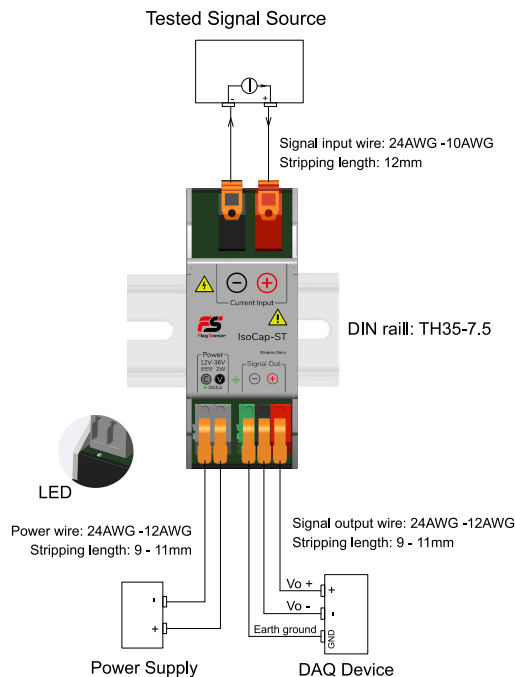 Tested Signal Source
- +
Signal input wire: 24AWG -10AWG
Stripping length: 12mm
Current Input
FS
FlagSensor
IsoCap-ST
DIN raill: TH35-7.5
Made in China
Power
12V-36V
2W
C V
Status
Signal Out
LED
Power wire: 24AWG -12AWG
Stripping length: 9 - 11mm
Signal output wire: 24AWG -12AWG
Stripping length: 9 - 11mm
-
+
Vo +
Vo -
Earth ground
+
-
GND
Power Supply
DAQ Device